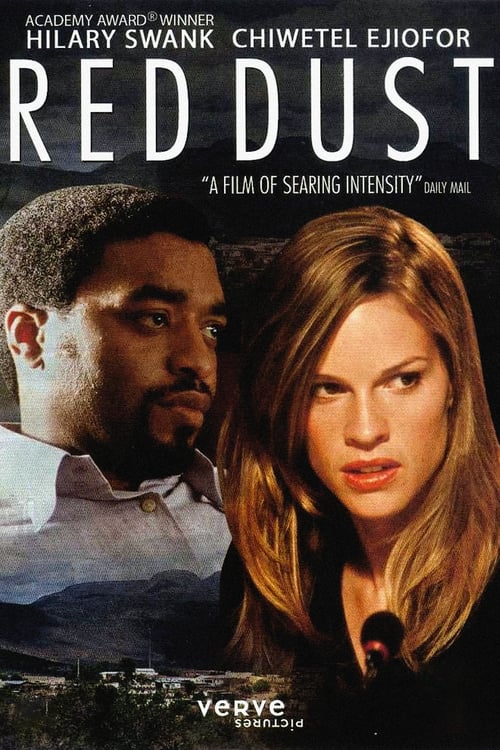 ACADEMY AWARD® WINNER
HILARY SWANK CHIWETEL EJIOFOR
RED DUST
“A FILM OF SEARING INTENSITY” DAILY MAIL
verve
PICTURES